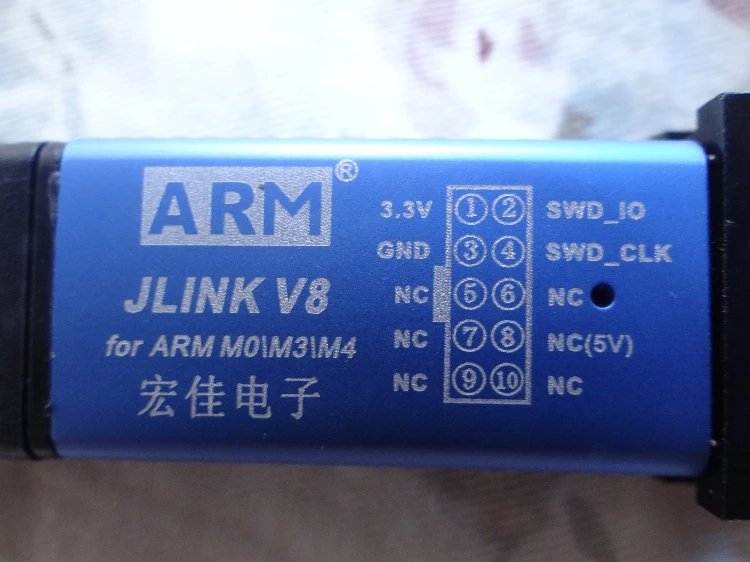 ARM®
JLINK V8
for ARM M0\M3\M4
宏佳电子
3.3V ① ② SWD_IO
GND ③ ④ SWD_CLK
NC ⑤ ⑥ NC
NC ⑦ ⑧ NC(5V)
NC ⑨ ⑩ NC